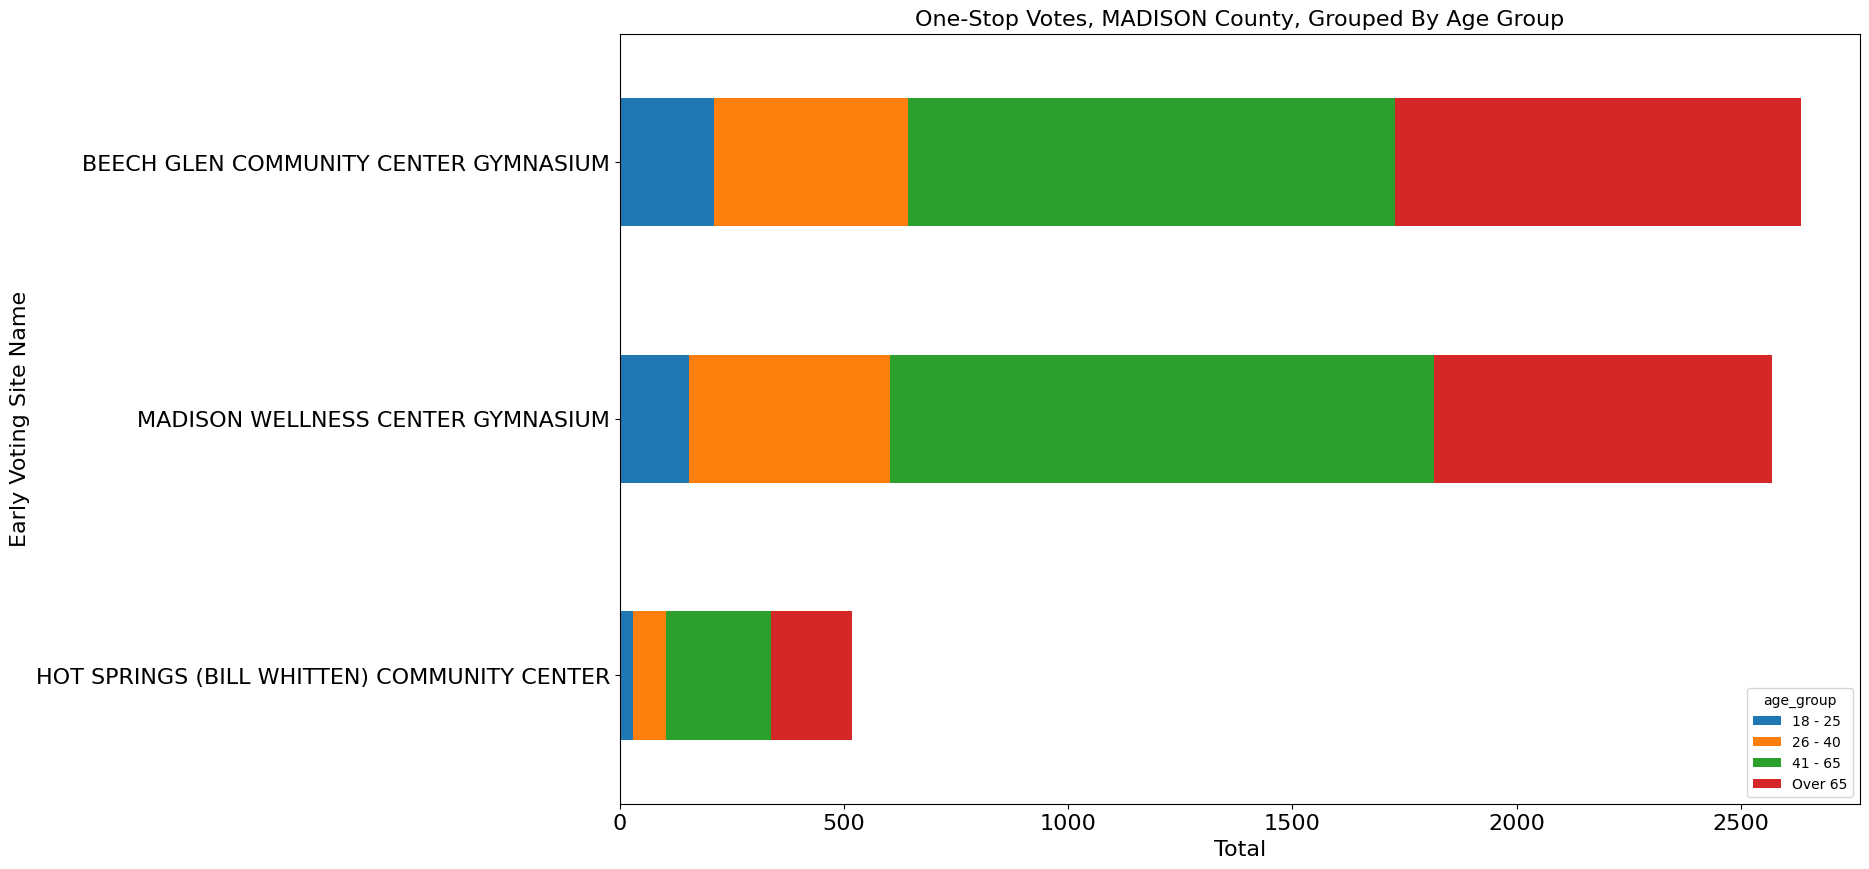 One-Stop Votes, MADISON County, Grouped By Age Group
Early Voting Site Name
BEECH GLEN COMMUNITY CENTER GYMNASIUM
MADISON WELLNESS CENTER GYMNASIUM
HOT SPRINGS (BILL WHITTEN) COMMUNITY CENTER
age_group
18 - 25
26 - 40
41 - 65
Over 65
0 500 1000 1500 2000 2500
Total